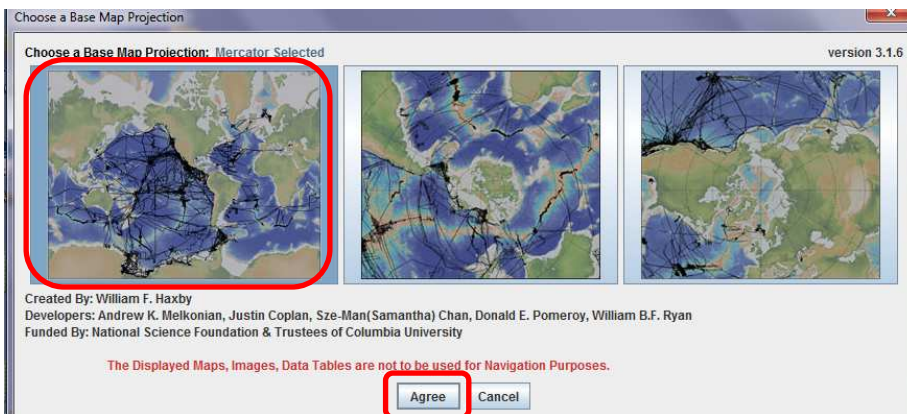 Choose a Base Map Projection
Choose a Base Map Projection: Mercator Selected version 3.1.6
Created By: William F. Haxby
Developers: Andrew K. Melkonian, Justin Coplan, Sze-Man(Samantha) Chan, Donald E. Pomeroy, William B.F. Ryan
Funded By: National Science Foundation & Trustees of Columbia University
The Displayed Maps, Images, Data Tables are not to be used for Navigation Purposes.
Agree Cancel